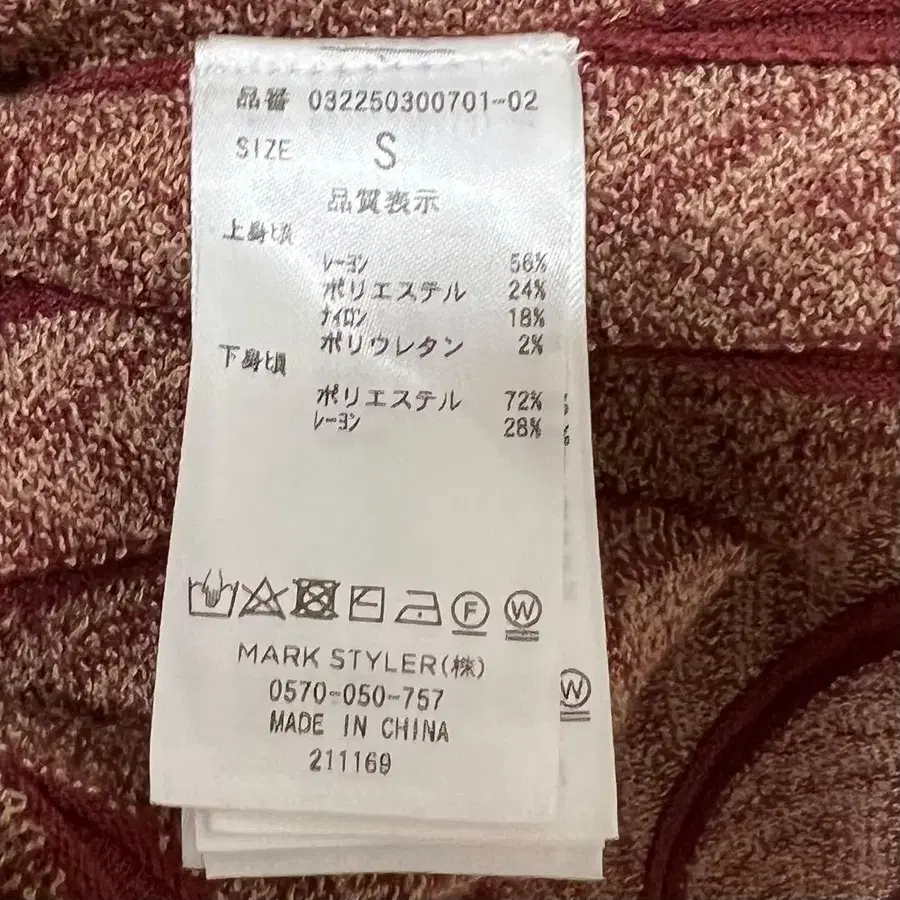 品番 032250300701-02
SIZE S
品質表示
上身頃
レーヨン 56%
ポリエステル 24%
ナイロン 18%
ポリウレタン 2%
下身頃
ポリエステル 72%
レーヨン 28%
F W
MARK STYLER(株)
0570-050-757
MADE IN CHINA
211169
W